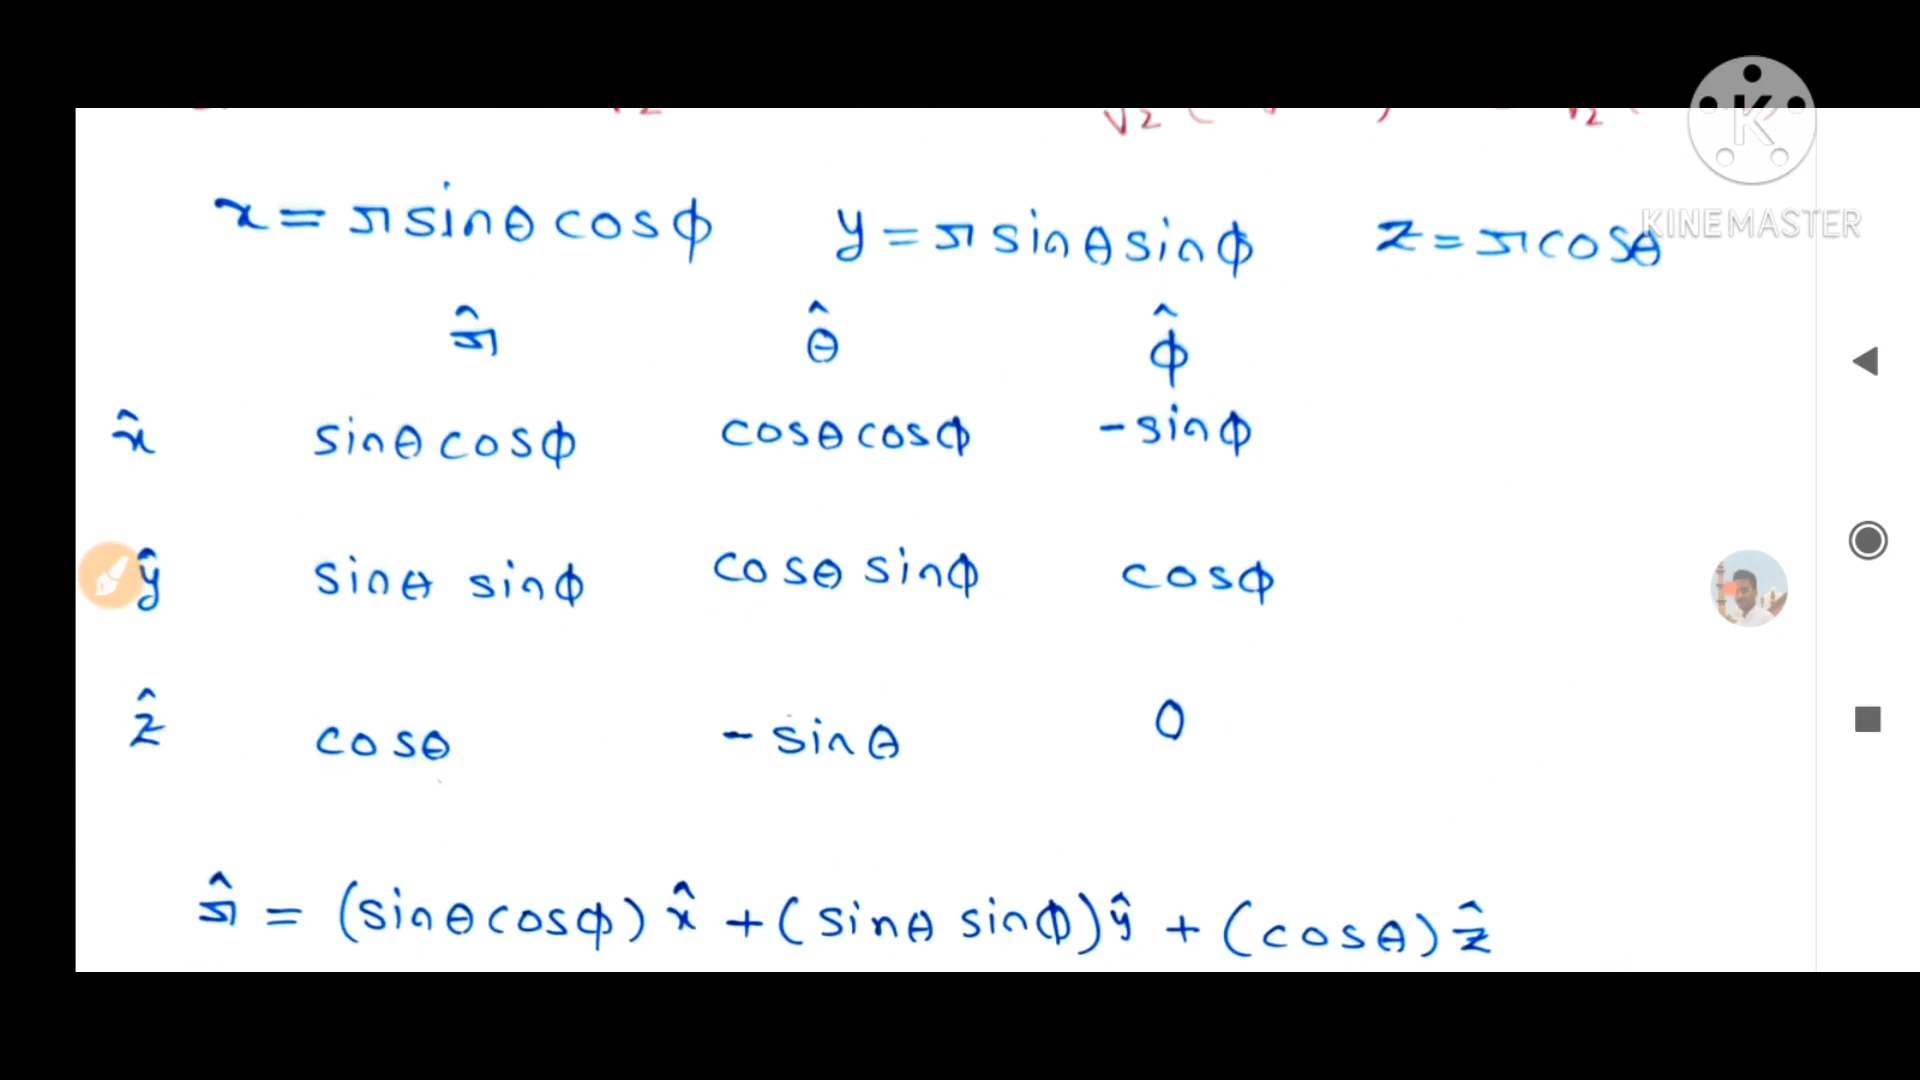 KINEMASTER
x = r sinθ cosϕ y = r sinθ sinϕ z = r cosθ
r̂ θ̂ ϕ̂
x̂ sinθ cosϕ cosθ cosϕ -sinϕ
ŷ sinθ sinϕ cosθ sinϕ cosϕ
ẑ cosθ - sinθ 0
r̂ = (sinθ cosϕ) x̂ + (sinθ sinϕ) ŷ + (cosθ) ẑ